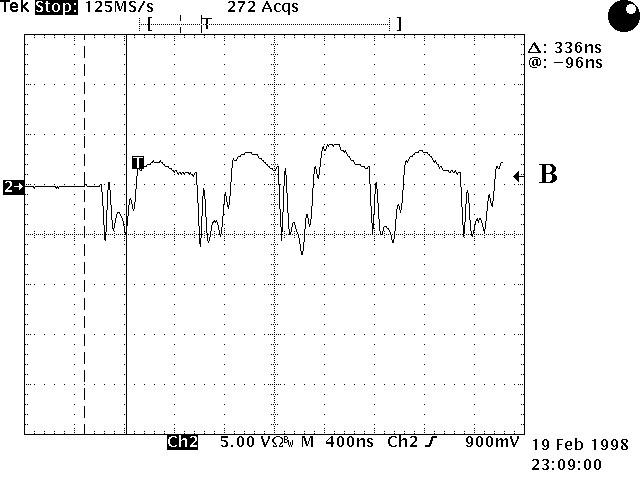 Tek Stop: 125MS/s 272 Acqs
[ T ]
Δ: 336ns
@: −96ns
T
2→
B
Ch2 5.00 VΩBW M 400ns Ch2 ƒ 900mV
19 Feb 1998
23:09:00